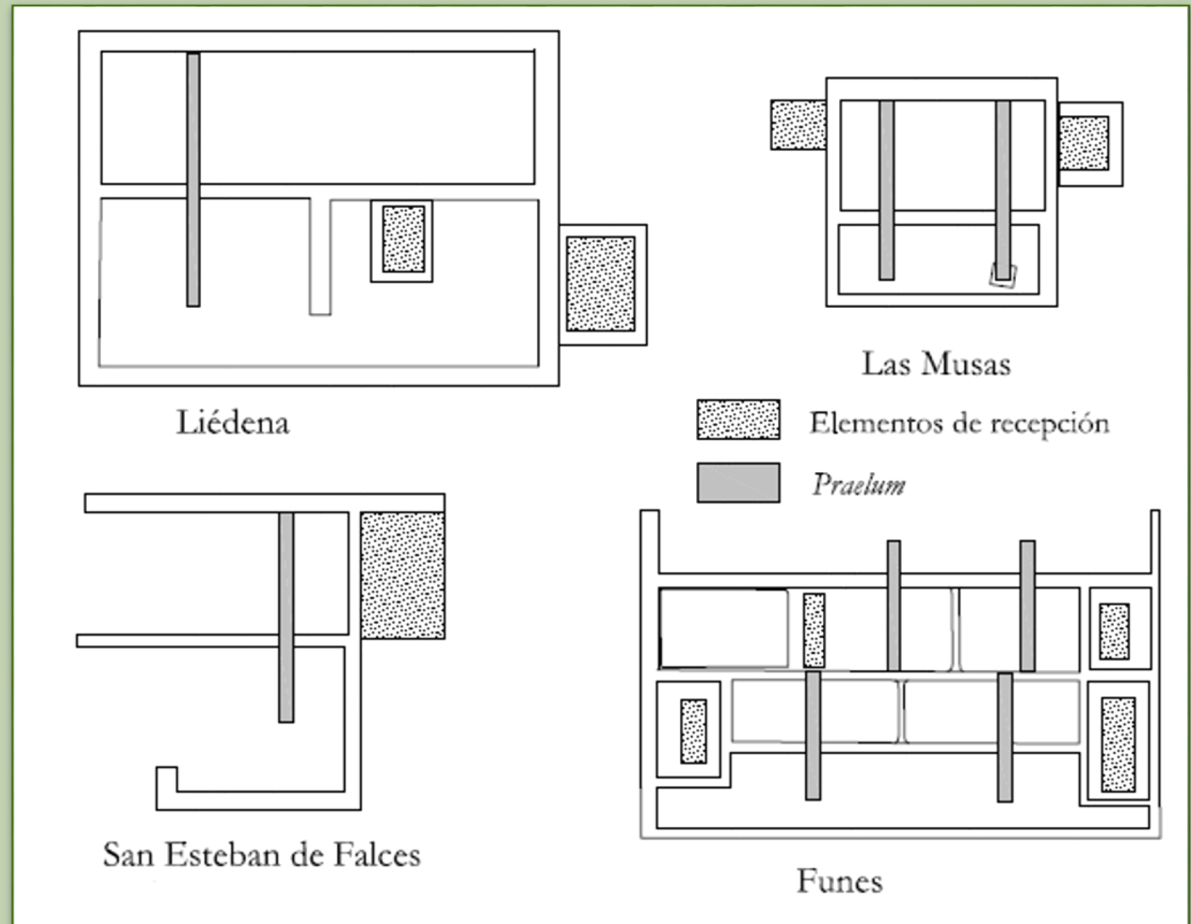 Liédena
Las Musas
Elementos de recepción
Praelum
San Esteban de Falces
Funes